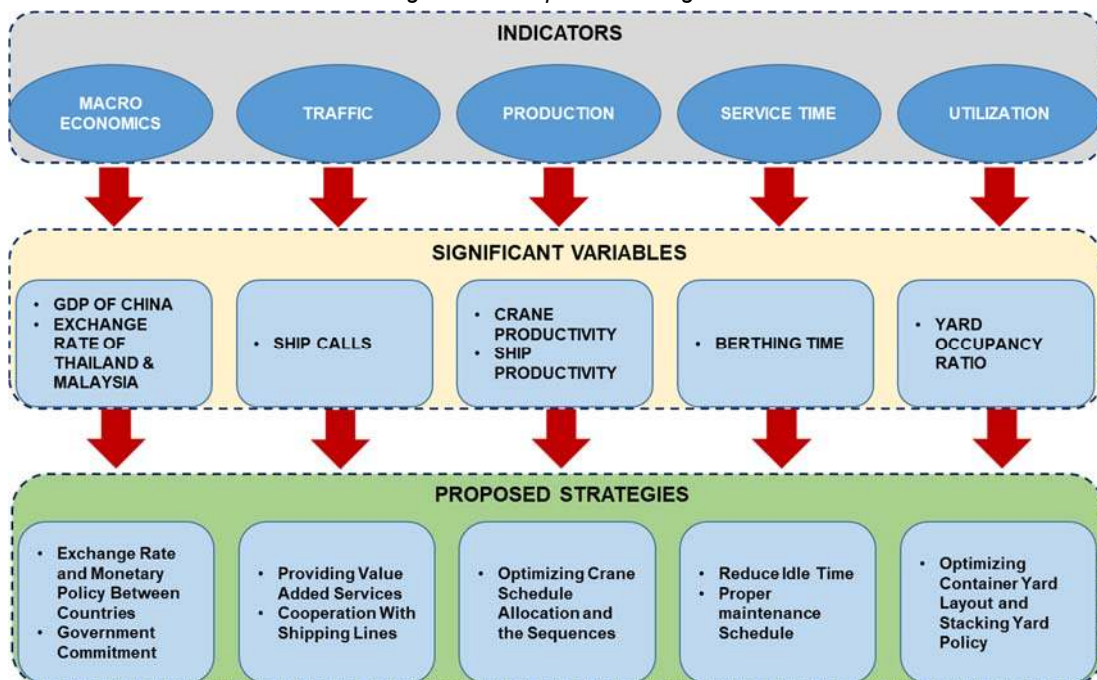 INDICATORS
MACRO
ECONOMICS
TRAFFIC
PRODUCTION
SERVICE TIME
UTILIZATION
SIGNIFICANT VARIABLES
• GDP OF CHINA
• EXCHANGE
RATE OF
THAILAND &
MALAYSIA
• SHIP CALLS
• CRANE
PRODUCTIVITY
• SHIP
PRODUCTIVITY
• BERTHING TIME
• YARD
OCCUPANCY
RATIO
PROPOSED STRATEGIES
• Exchange Rate
and Monetary
Policy Between
Countries
• Government
Commitment
• Providing Value
Added Services
• Cooperation With
Shipping Lines
• Optimizing Crane
Schedule
Allocation and
the Sequences
• Reduce Idle Time
• Proper
maintenance
Schedule
• Optimizing
Container Yard
Layout and
Stacking Yard
Policy